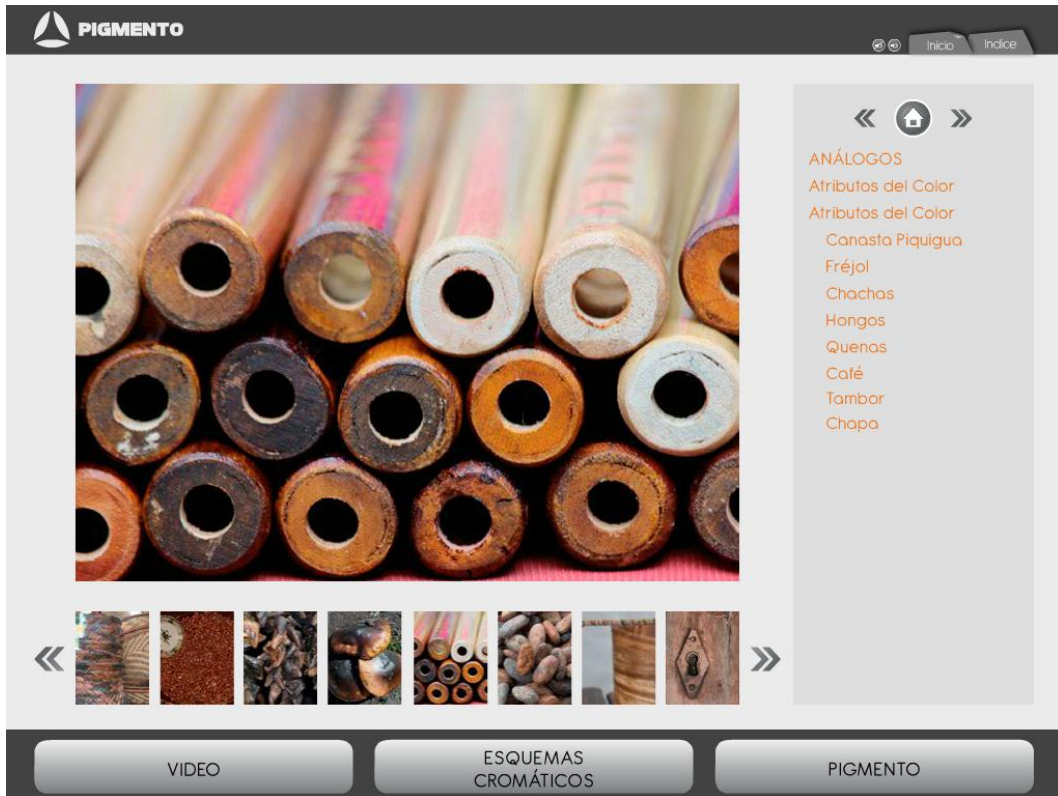 PIGMENTO
Inicio
Indice
ANÁLOGOS
Atributos del Color
Atributos del Color
Canasta Piquigua
Fréjol
Chachas
Hongos
Quenas
Café
Tambor
Chapa
VIDEO
ESQUEMAS
CROMÁTICOS
PIGMENTO